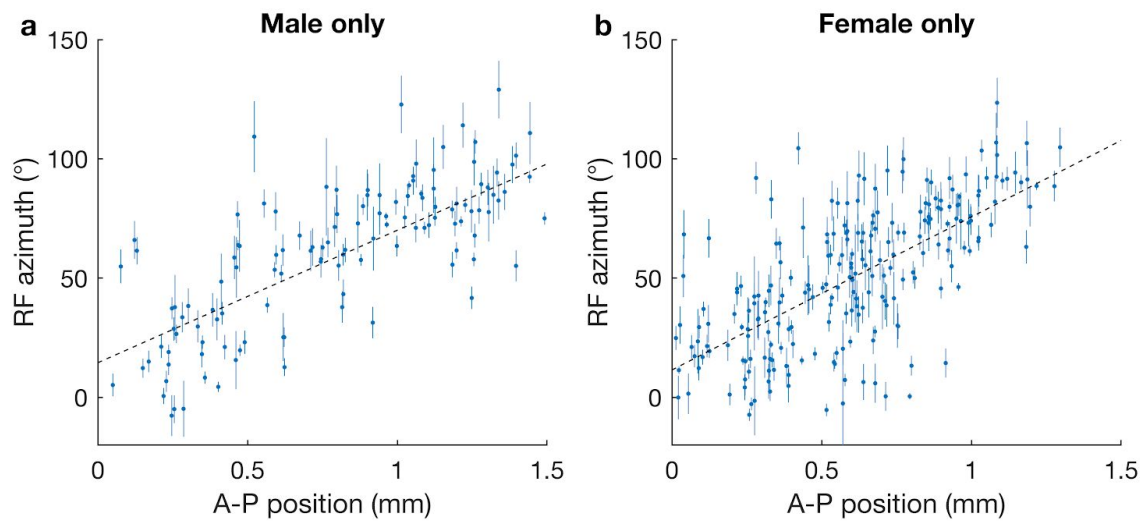 a Male only
150
100
50
0
RF azimuth (°)
0 0.5 1 1.5
A-P position (mm)
b Female only
150
100
50
0
RF azimuth (°)
0 0.5 1 1.5
A-P position (mm)